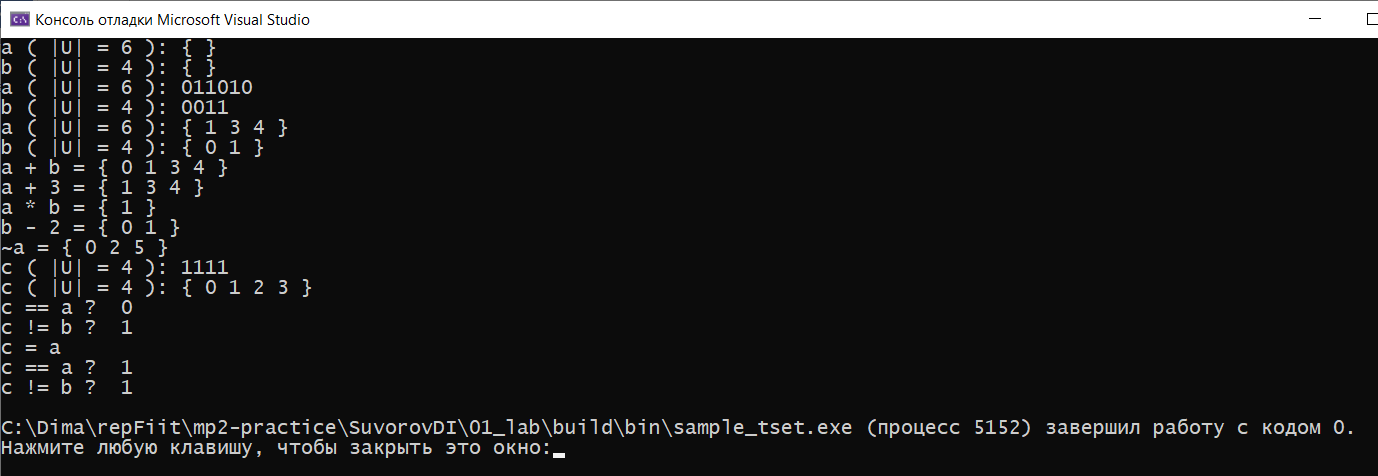 Консоль отладки Microsoft Visual Studio
a ( |U| = 6 ): { }
b ( |U| = 4 ): { }
a ( |U| = 6 ): 011010
b ( |U| = 4 ): 0011
a ( |U| = 6 ): { 1 3 4 }
b ( |U| = 4 ): { 0 1 }
a + b = { 0 1 3 4 }
a + 3 = { 1 3 4 }
a * b = { 1 }
b - 2 = { 0 1 }
~a = { 0 2 5 }
c ( |U| = 4 ): 1111
c ( |U| = 4 ): { 0 1 2 3 }
c == a ?  0
c != b ?  1
c = a
c == a ?  1
c != b ?  1
C:\Dima\repFiit\mp2-practice\SuvorovDI\01_lab\build\bin\sample_tset.exe (процесс 5152) завершил работу с кодом 0.
Нажмите любую клавишу, чтобы закрыть это окно: